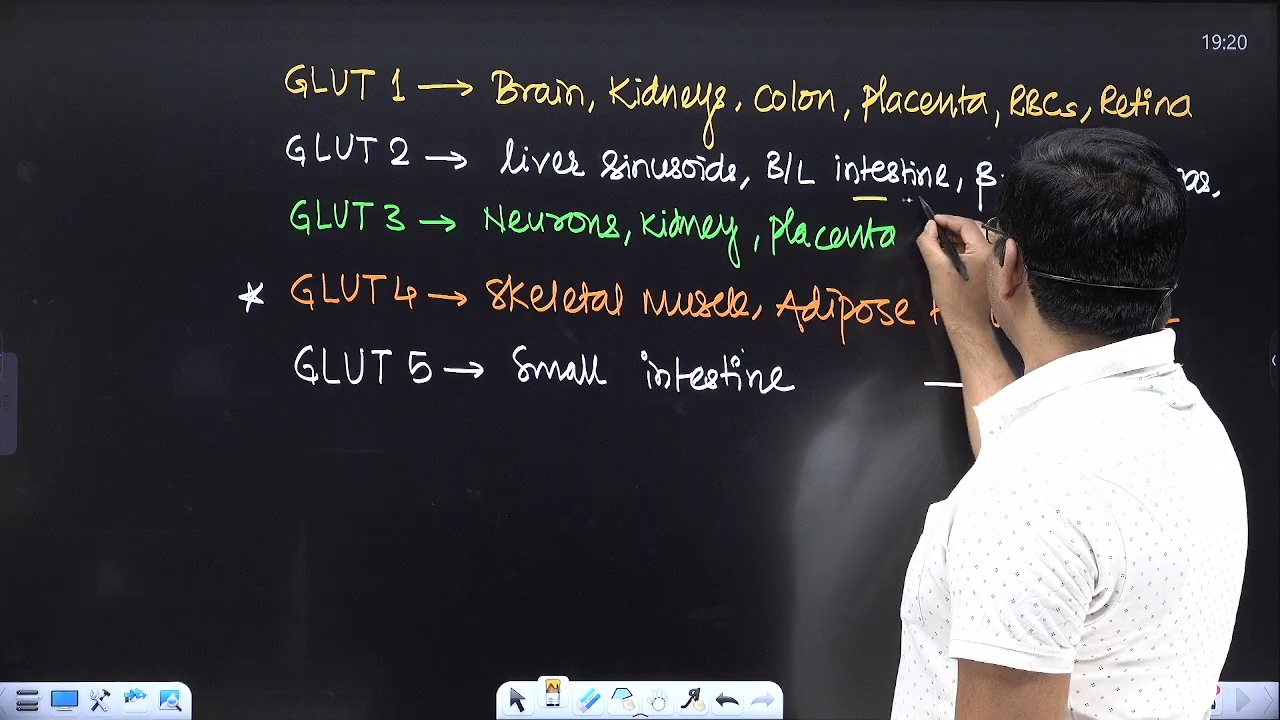 19:20
GLUT 1 → Brain, Kidneys, Colon, Placenta, RBCs, Retina
GLUT 2 → liver sinusoids, B/L intestine, β
GLUT 3 → Neurons, Kidney, Placenta
* GLUT 4 → Skeletal Muscle, Adipose
GLUT 5 → Small intestine